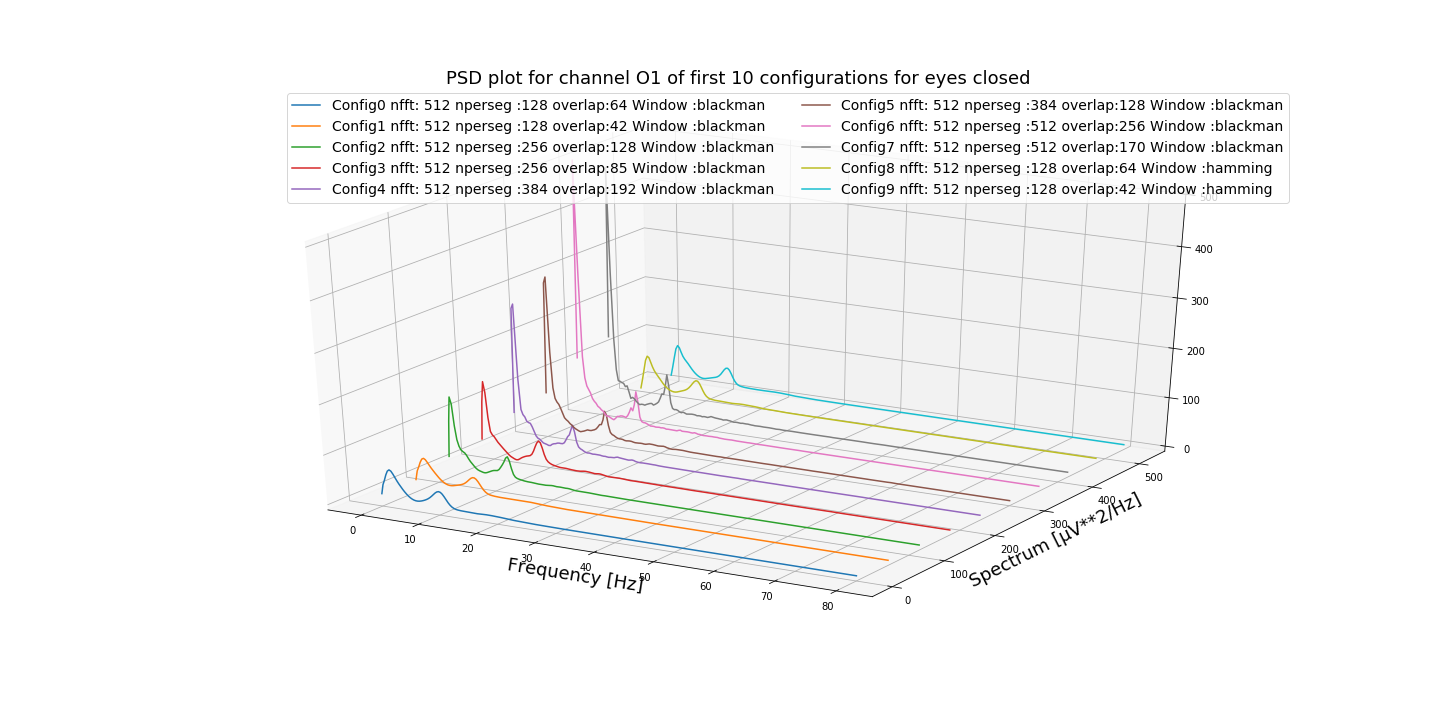 PSD plot for channel O1 of first 10 configurations for eyes closed
Config0 nfft: 512 nperseg :128 overlap:64 Window :blackman
Config1 nfft: 512 nperseg :128 overlap:42 Window :blackman
Config2 nfft: 512 nperseg :256 overlap:128 Window :blackman
Config3 nfft: 512 nperseg :256 overlap:85 Window :blackman
Config4 nfft: 512 nperseg :384 overlap:192 Window :blackman
Config5 nfft: 512 nperseg :384 overlap:128 Window :blackman
Config6 nfft: 512 nperseg :512 overlap:256 Window :blackman
Config7 nfft: 512 nperseg :512 overlap:170 Window :blackman
Config8 nfft: 512 nperseg :128 overlap:64 Window :hamming
Config9 nfft: 512 nperseg :128 overlap:42 Window :hamming
500
400
300
200
100
0
0
10
20
30
40
50
60
70
80
Frequency [Hz]
0
100
200
300
400
500
Spectrum [µV**2/Hz]